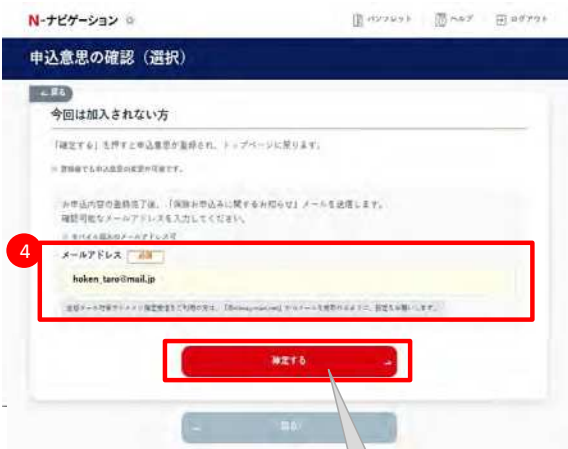 N-ナビゲーション
パンフレット
ヘルプ
ログアウト
申込意思の確認（選択）
戻る
今回は加入されない方
「確定する」を押すと申込意思が登録され、トップページに戻ります。
※ 登録後でも申込意思の変更が可能です。
お申込内容の登録完了後、「保険お申込みに関するお知らせ」メールを送信します。
確認可能なメールアドレスを入力してください。
※ モバイル端末のメールアドレス可
4
メールアドレス 必須
hoken_taro@mail.jp
確定する
戻る